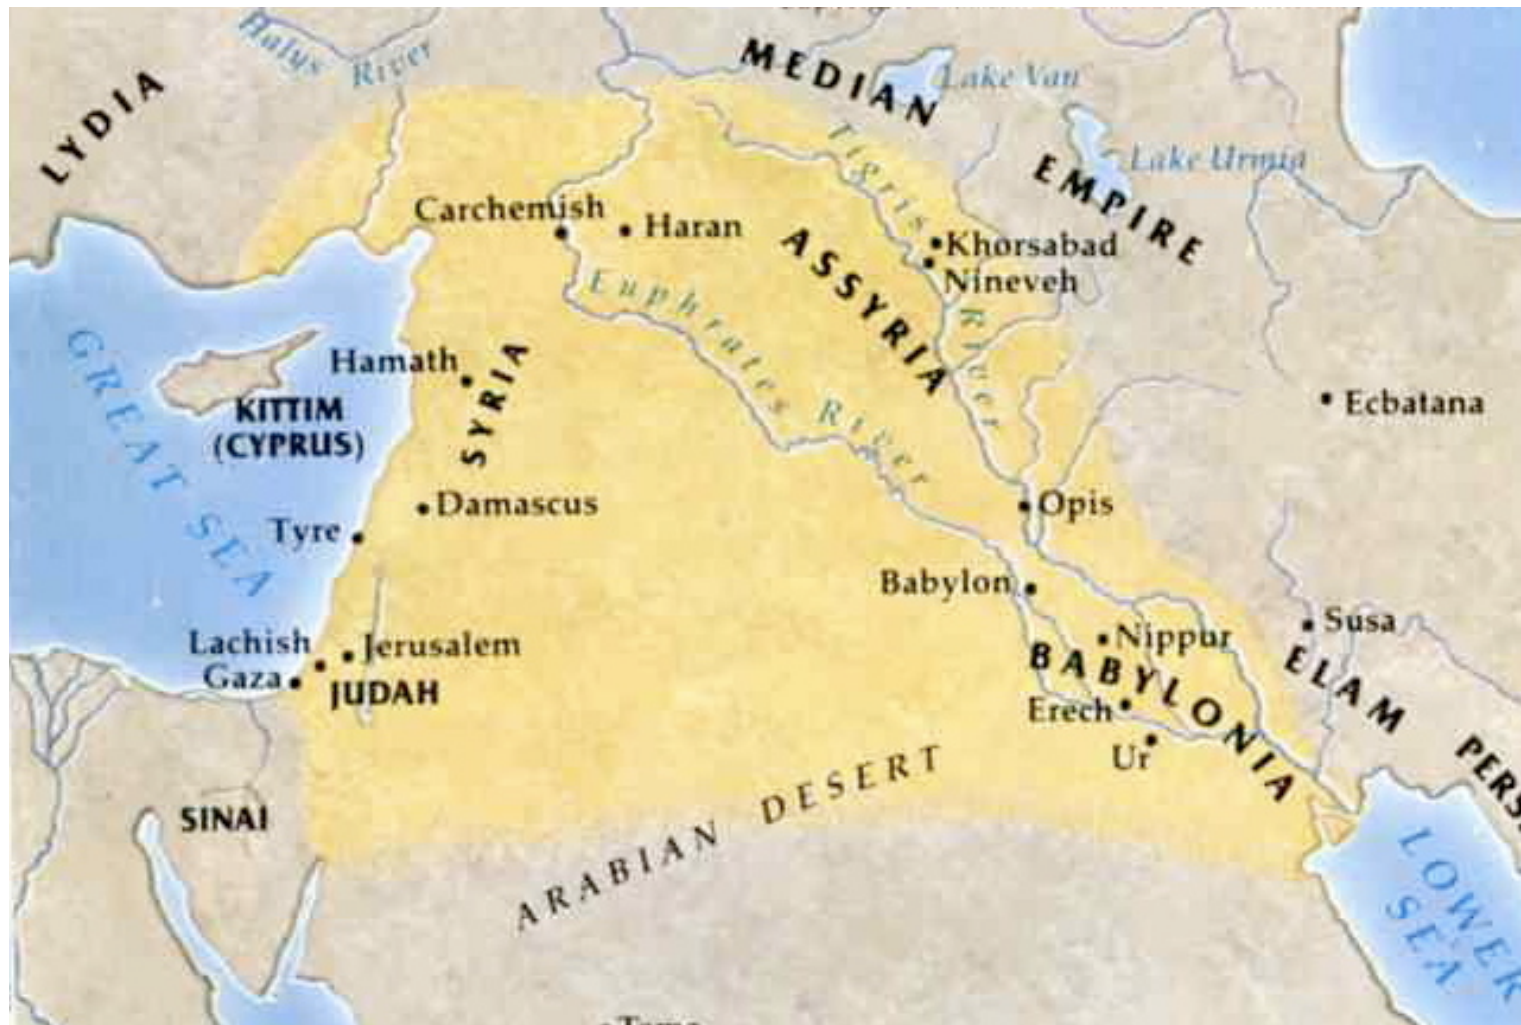 Halys River
MEDIAN
EMPIRE
Lake Van
Lake Urmia
LYDIA
Tigris River
Carchemish
Haran
Khorsabad
Nineveh
ASSYRIA
Euphrates River
GREAT SEA
Hamath
SYRIA
KITTIM
(CYPRUS)
Ecbatana
Damascus
Opis
Tyre
Babylon
Susa
Lachish
Jerusalem
Nippur
Gaza
JUDAH
BABYLONIA
ELAM
Erech
Ur
PERS
SINAI
ARABIAN DESERT
LOWER
SEA